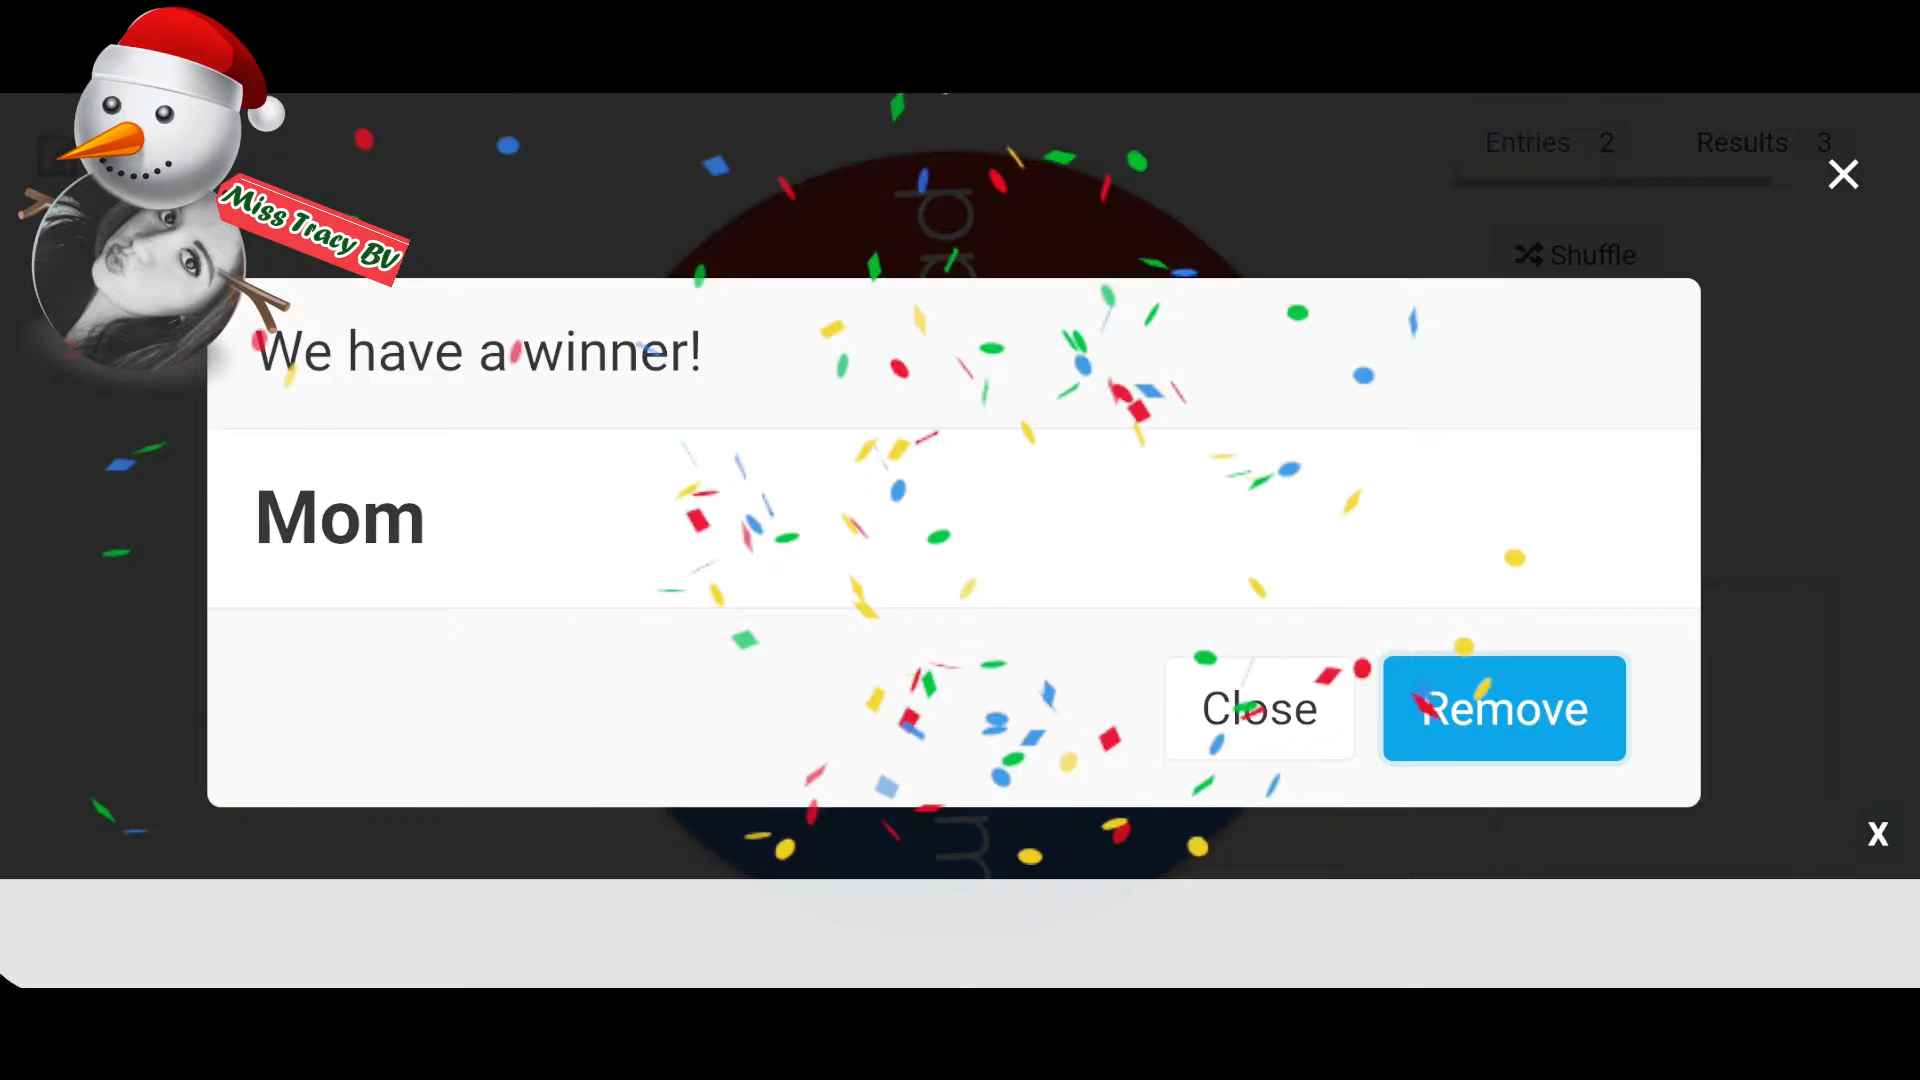 Miss Tracy BV
Entries 2 Results 3
Shuffle
We have a winner!
Mom
Close Remove
X